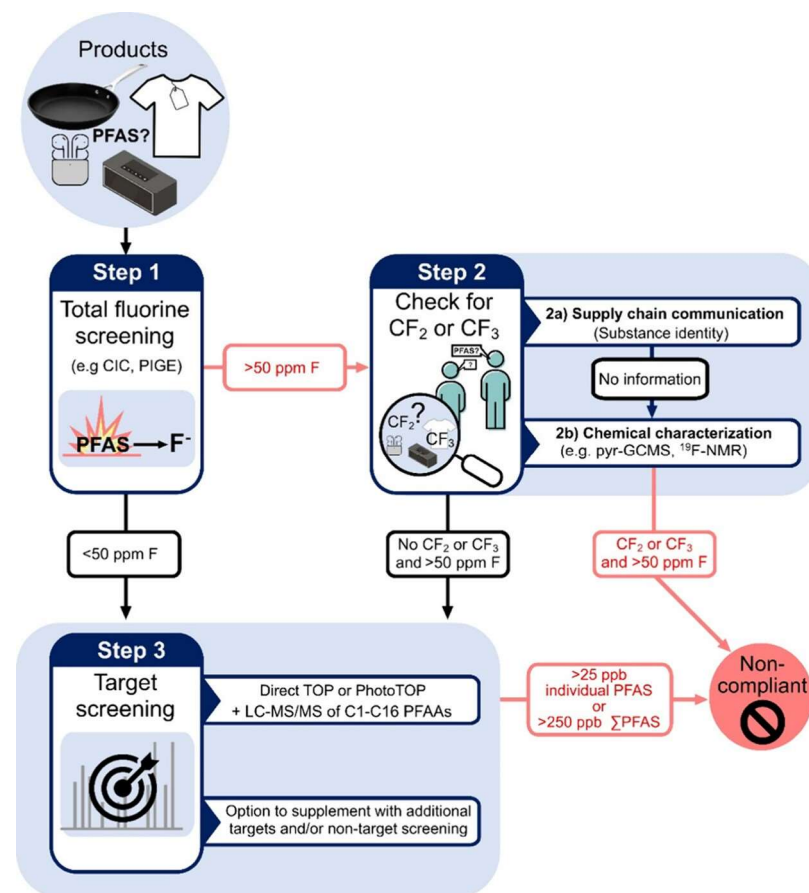 Products
PFAS?
Step 1
Total fluorine
screening
(e.g CIC, PIGE)
PFAS → F⁻
>50 ppm F
<50 ppm F
Step 2
Check for
CF₂ or CF₃
PFAS?
?
CF₂?
CF₃
2a) Supply chain communication
(Substance identity)
No information
2b) Chemical characterization
(e.g. pyr-GCMS, ¹⁹F-NMR)
No CF₂ or CF₃
and >50 ppm F
CF₂ or CF₃
and >50 ppm F
Step 3
Target
screening
Direct TOP or PhotoTOP
+ LC-MS/MS of C1-C16 PFAAs
Option to supplement with additional
targets and/or non-target screening
>25 ppb
individual PFAS
or
>250 ppb ∑PFAS
Non-
compliant